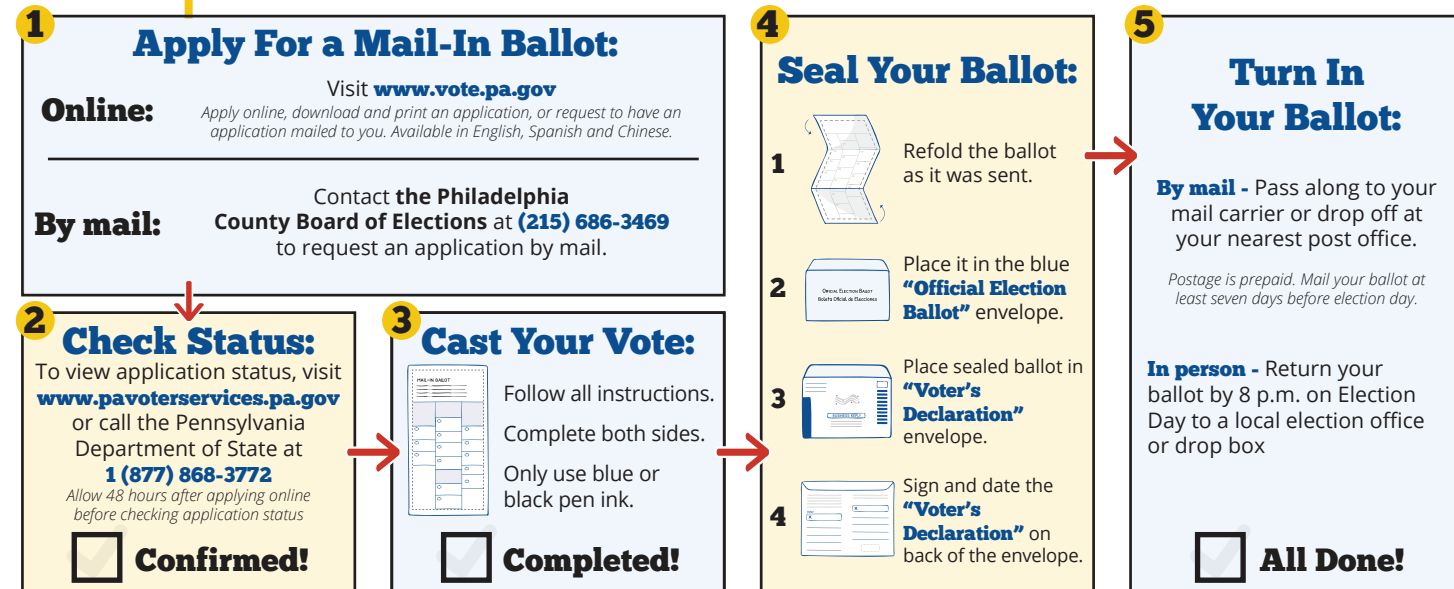 1
Apply For a Mail-In Ballot:
Online:
Visit www.vote.pa.gov
Apply online, download and print an application, or request to have an
application mailed to you. Available in English, Spanish and Chinese.
By mail:
Contact the Philadelphia
County Board of Elections at (215) 686-3469
to request an application by mail.
2
Check Status:
To view application status, visit
www.pavoterservices.pa.gov
or call the Pennsylvania
Department of State at
1 (877) 868-3772
Allow 48 hours after applying online
before checking application status
Confirmed!
3
Cast Your Vote:
MAIL-IN BALLOT
Follow all instructions.
Complete both sides.
Only use blue or
black pen ink.
Completed!
4
Seal Your Ballot:
1
Refold the ballot
as it was sent.
2
Official Election Ballot
Boleta Oficial de Elecciones
Place it in the blue
“Official Election
Ballot” envelope.
3
BUSINESS REPLY
Place sealed ballot in
“Voter’s
Declaration”
envelope.
4
Sign and date the
“Voter’s
Declaration” on
back of the envelope.
5
Turn In
Your Ballot:
By mail - Pass along to your
mail carrier or drop off at
your nearest post office.
Postage is prepaid. Mail your ballot at
least seven days before election day.
In person - Return your
ballot by 8 p.m. on Election
Day to a local election office
or drop box
All Done!